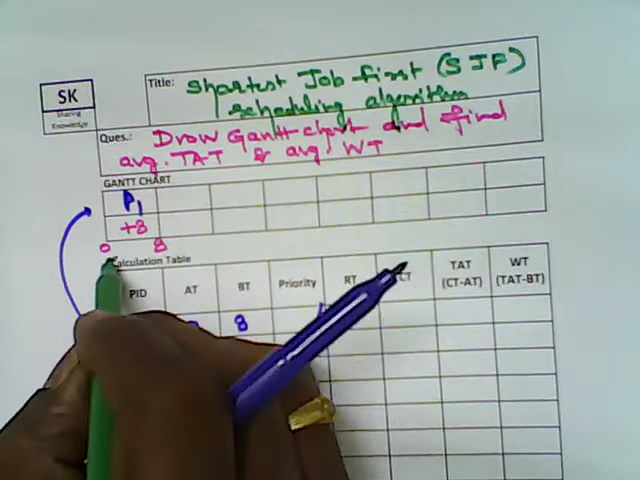 SK
Sharing
Knowledge
Title: Shortest Job first (SJF)
scheduling algorithm
Ques.: Draw Gantt chart and find
avg. TAT & avg. WT
GANTT CHART
P1
+8
0 8
Calculation Table
PID AT BT Priority RT CT TAT (CT-AT) WT (TAT-BT)
8